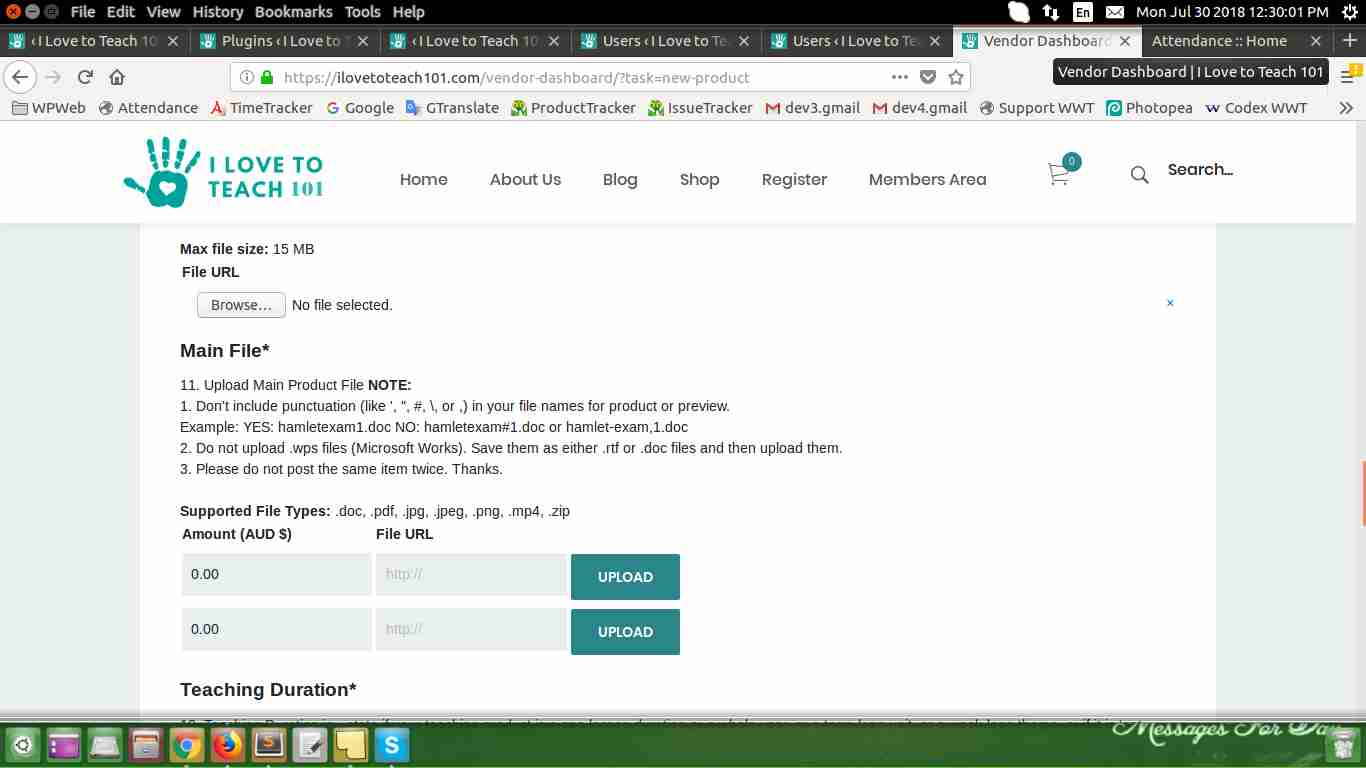 File Edit View History Bookmarks Tools Help
En Mon Jul 30 2018 12:30:01 PM
‹ I Love to Teach 10
Plugins ‹ I Love to T
‹ I Love to Teach 10
Users ‹ I Love to Te
Users ‹ I Love to Te
Vendor Dashboard
Attendance :: Home
https://ilovetoteach101.com/vendor-dashboard/?task=new-product
Vendor Dashboard | I Love to Teach 101
WPWeb Attendance TimeTracker Google GTranslate ProductTracker IssueTracker dev3.gmail dev4.gmail Support WWT Photopea Codex WWT
I LOVE TO
TEACH 101
Home About Us Blog Shop Register Members Area 0 Search...
Max file size: 15 MB
File URL
Browse... No file selected. ×
Main File*
11. Upload Main Product File NOTE:
1. Don't include punctuation (like ', ", #, \, or ,) in your file names for product or preview.
Example: YES: hamletexam1.doc NO: hamletexam#1.doc or hamlet-exam,1.doc
2. Do not upload .wps files (Microsoft Works). Save them as either .rtf or .doc files and then upload them.
3. Please do not post the same item twice. Thanks.
Supported File Types: .doc, .pdf, .jpg, .jpeg, .png, .mp4, .zip
Amount (AUD $) File URL
0.00 http:// UPLOAD
0.00 http:// UPLOAD
Teaching Duration*
Messages For Day